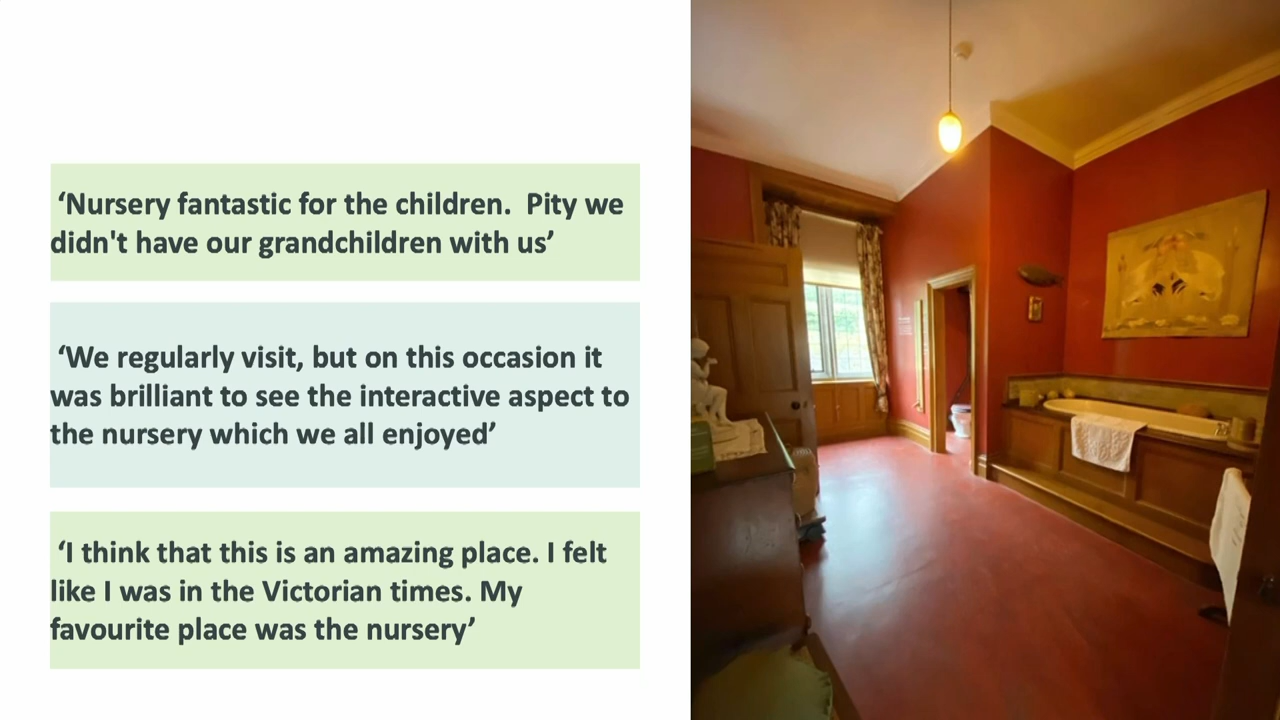 ‘Nursery fantastic for the children.  Pity we
didn't have our grandchildren with us’
‘We regularly visit, but on this occasion it
was brilliant to see the interactive aspect to
the nursery which we all enjoyed’
‘I think that this is an amazing place. I felt
like I was in the Victorian times. My
favourite place was the nursery’